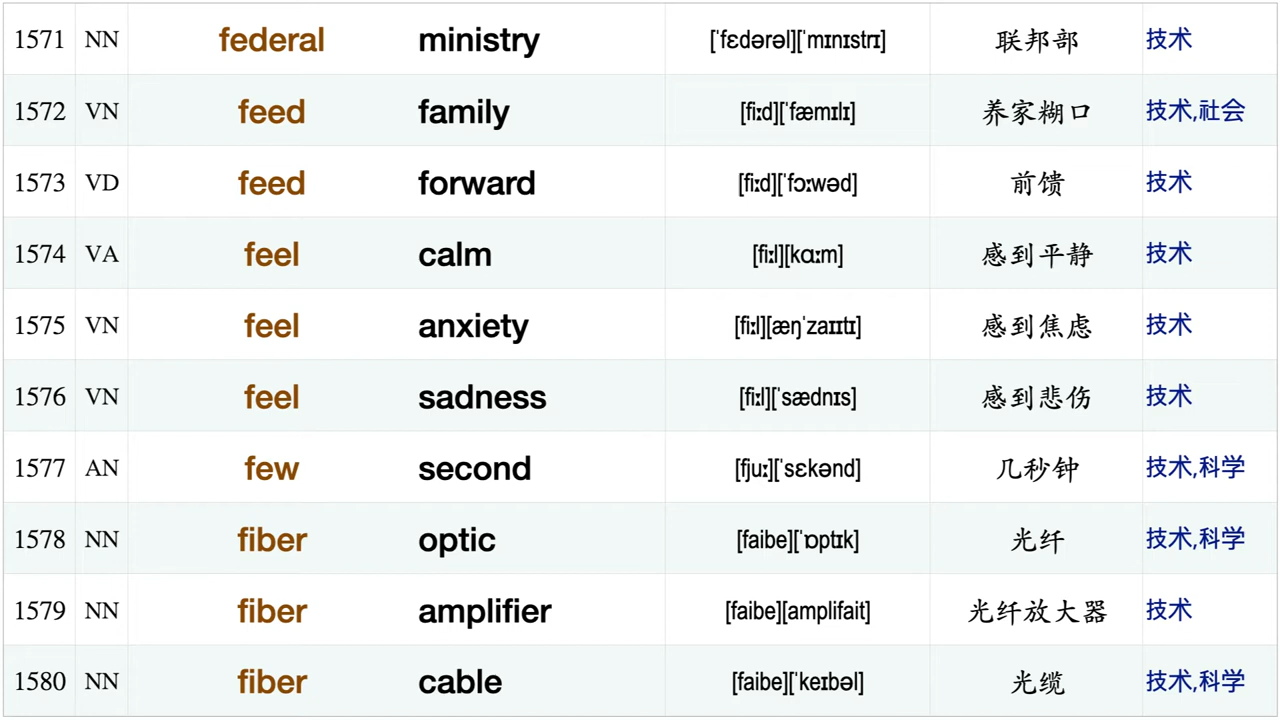 1571 NN federal ministry [ˈfɛdərəl][ˈmɪnɪstrɪ] 联邦部 技术
1572 VN feed family [fiːd][ˈfæmɪlɪ] 养家糊口 技术,社会
1573 VD feed forward [fiːd][ˈfɔːwəd] 前馈 技术
1574 VA feel calm [fiːl][kɑːm] 感到平静 技术
1575 VN feel anxiety [fiːl][æŋˈzaɪɪtɪ] 感到焦虑 技术
1576 VN feel sadness [fiːl][ˈsædnɪs] 感到悲伤 技术
1577 AN few second [fjuː][ˈsɛkənd] 几秒钟 技术,科学
1578 NN fiber optic [faibe][ˈɒptɪk] 光纤 技术,科学
1579 NN fiber amplifier [faibe][amplifait] 光纤放大器 技术
1580 NN fiber cable [faibe][ˈkeɪbəl] 光缆 技术,科学